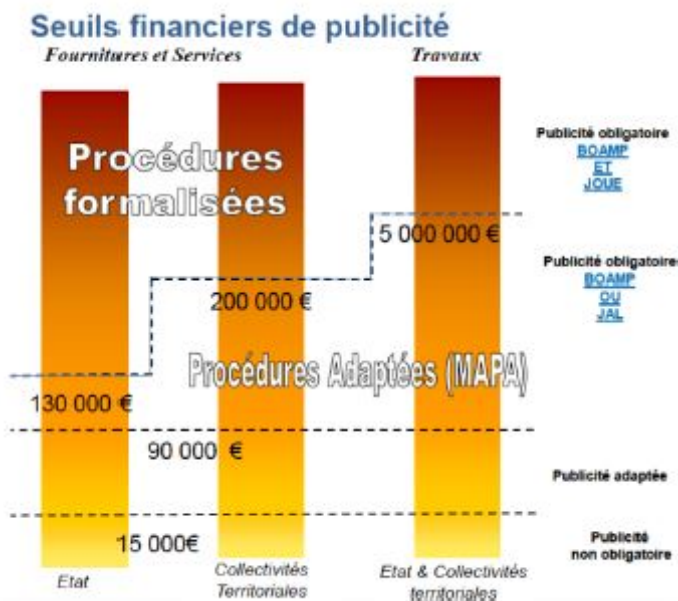 Seuils financiers de publicité
Fournitures et Services
Travaux
Procédures
formalisées
Publicité obligatoire
BOAMP
ET
JOUE
5 000 000 €
200 000 €
Publicité obligatoire
BOAMP
OU
JAL
Procédures Adaptées (MAPA)
130 000 €
90 000 €
Publicité adaptée
15 000€
Publicité
non obligatoire
Etat
Collectivités
Territoriales
Etat & Collectivités
territoriales